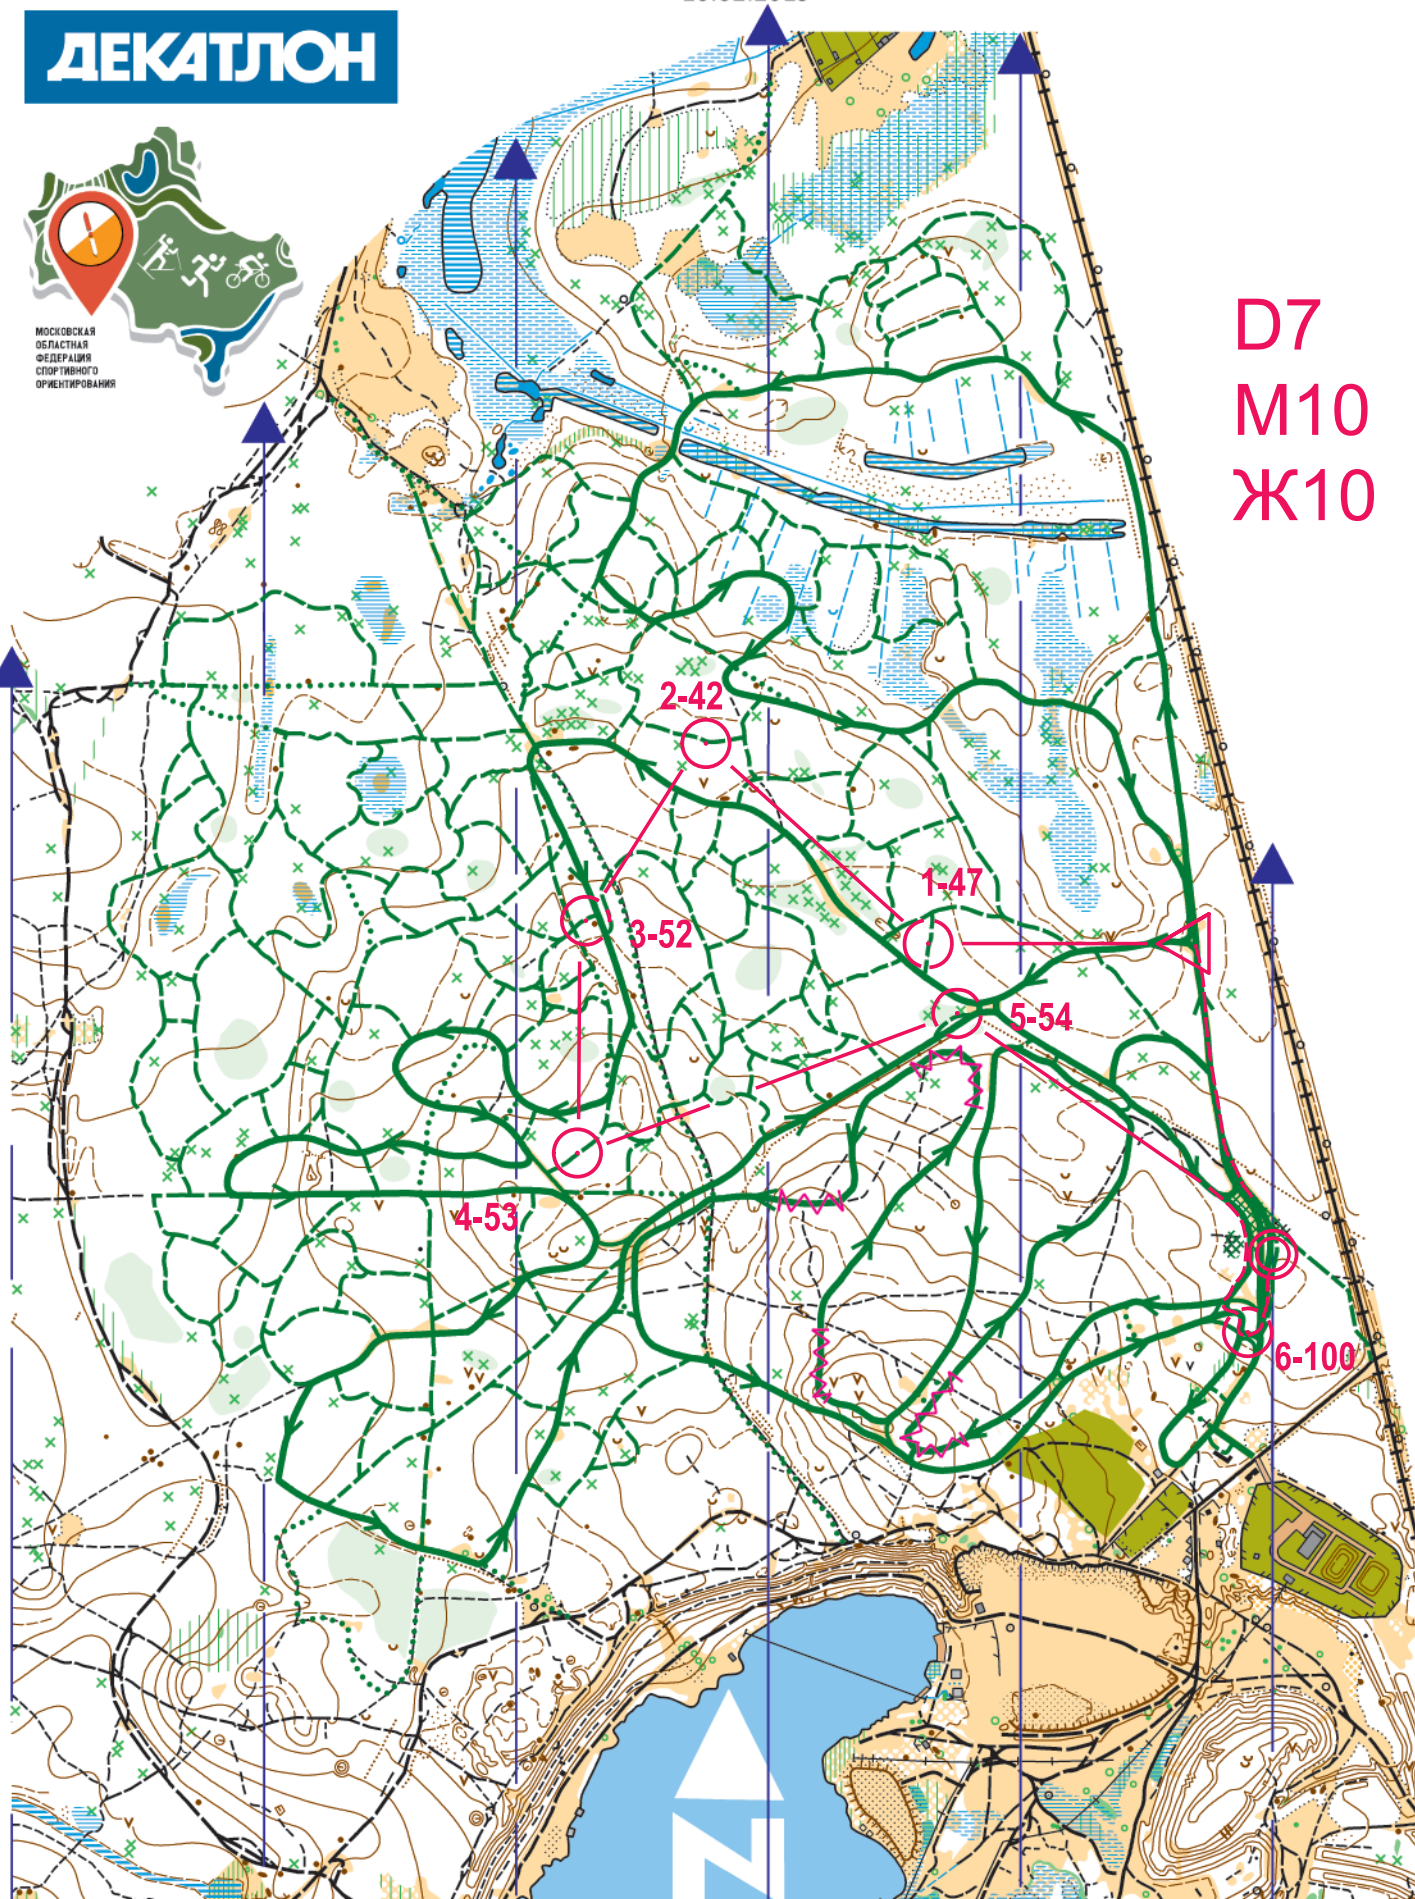 ДЕКАТЛОН
МОСКОВСКАЯ
ОБЛАСТНАЯ
ФЕДЕРАЦИЯ
СПОРТИВНОГО
ОРИЕНТИРОВАНИЯ
D7
М10
Ж10
2-42
1-47
3-52
5-54
4-53
6-100
N